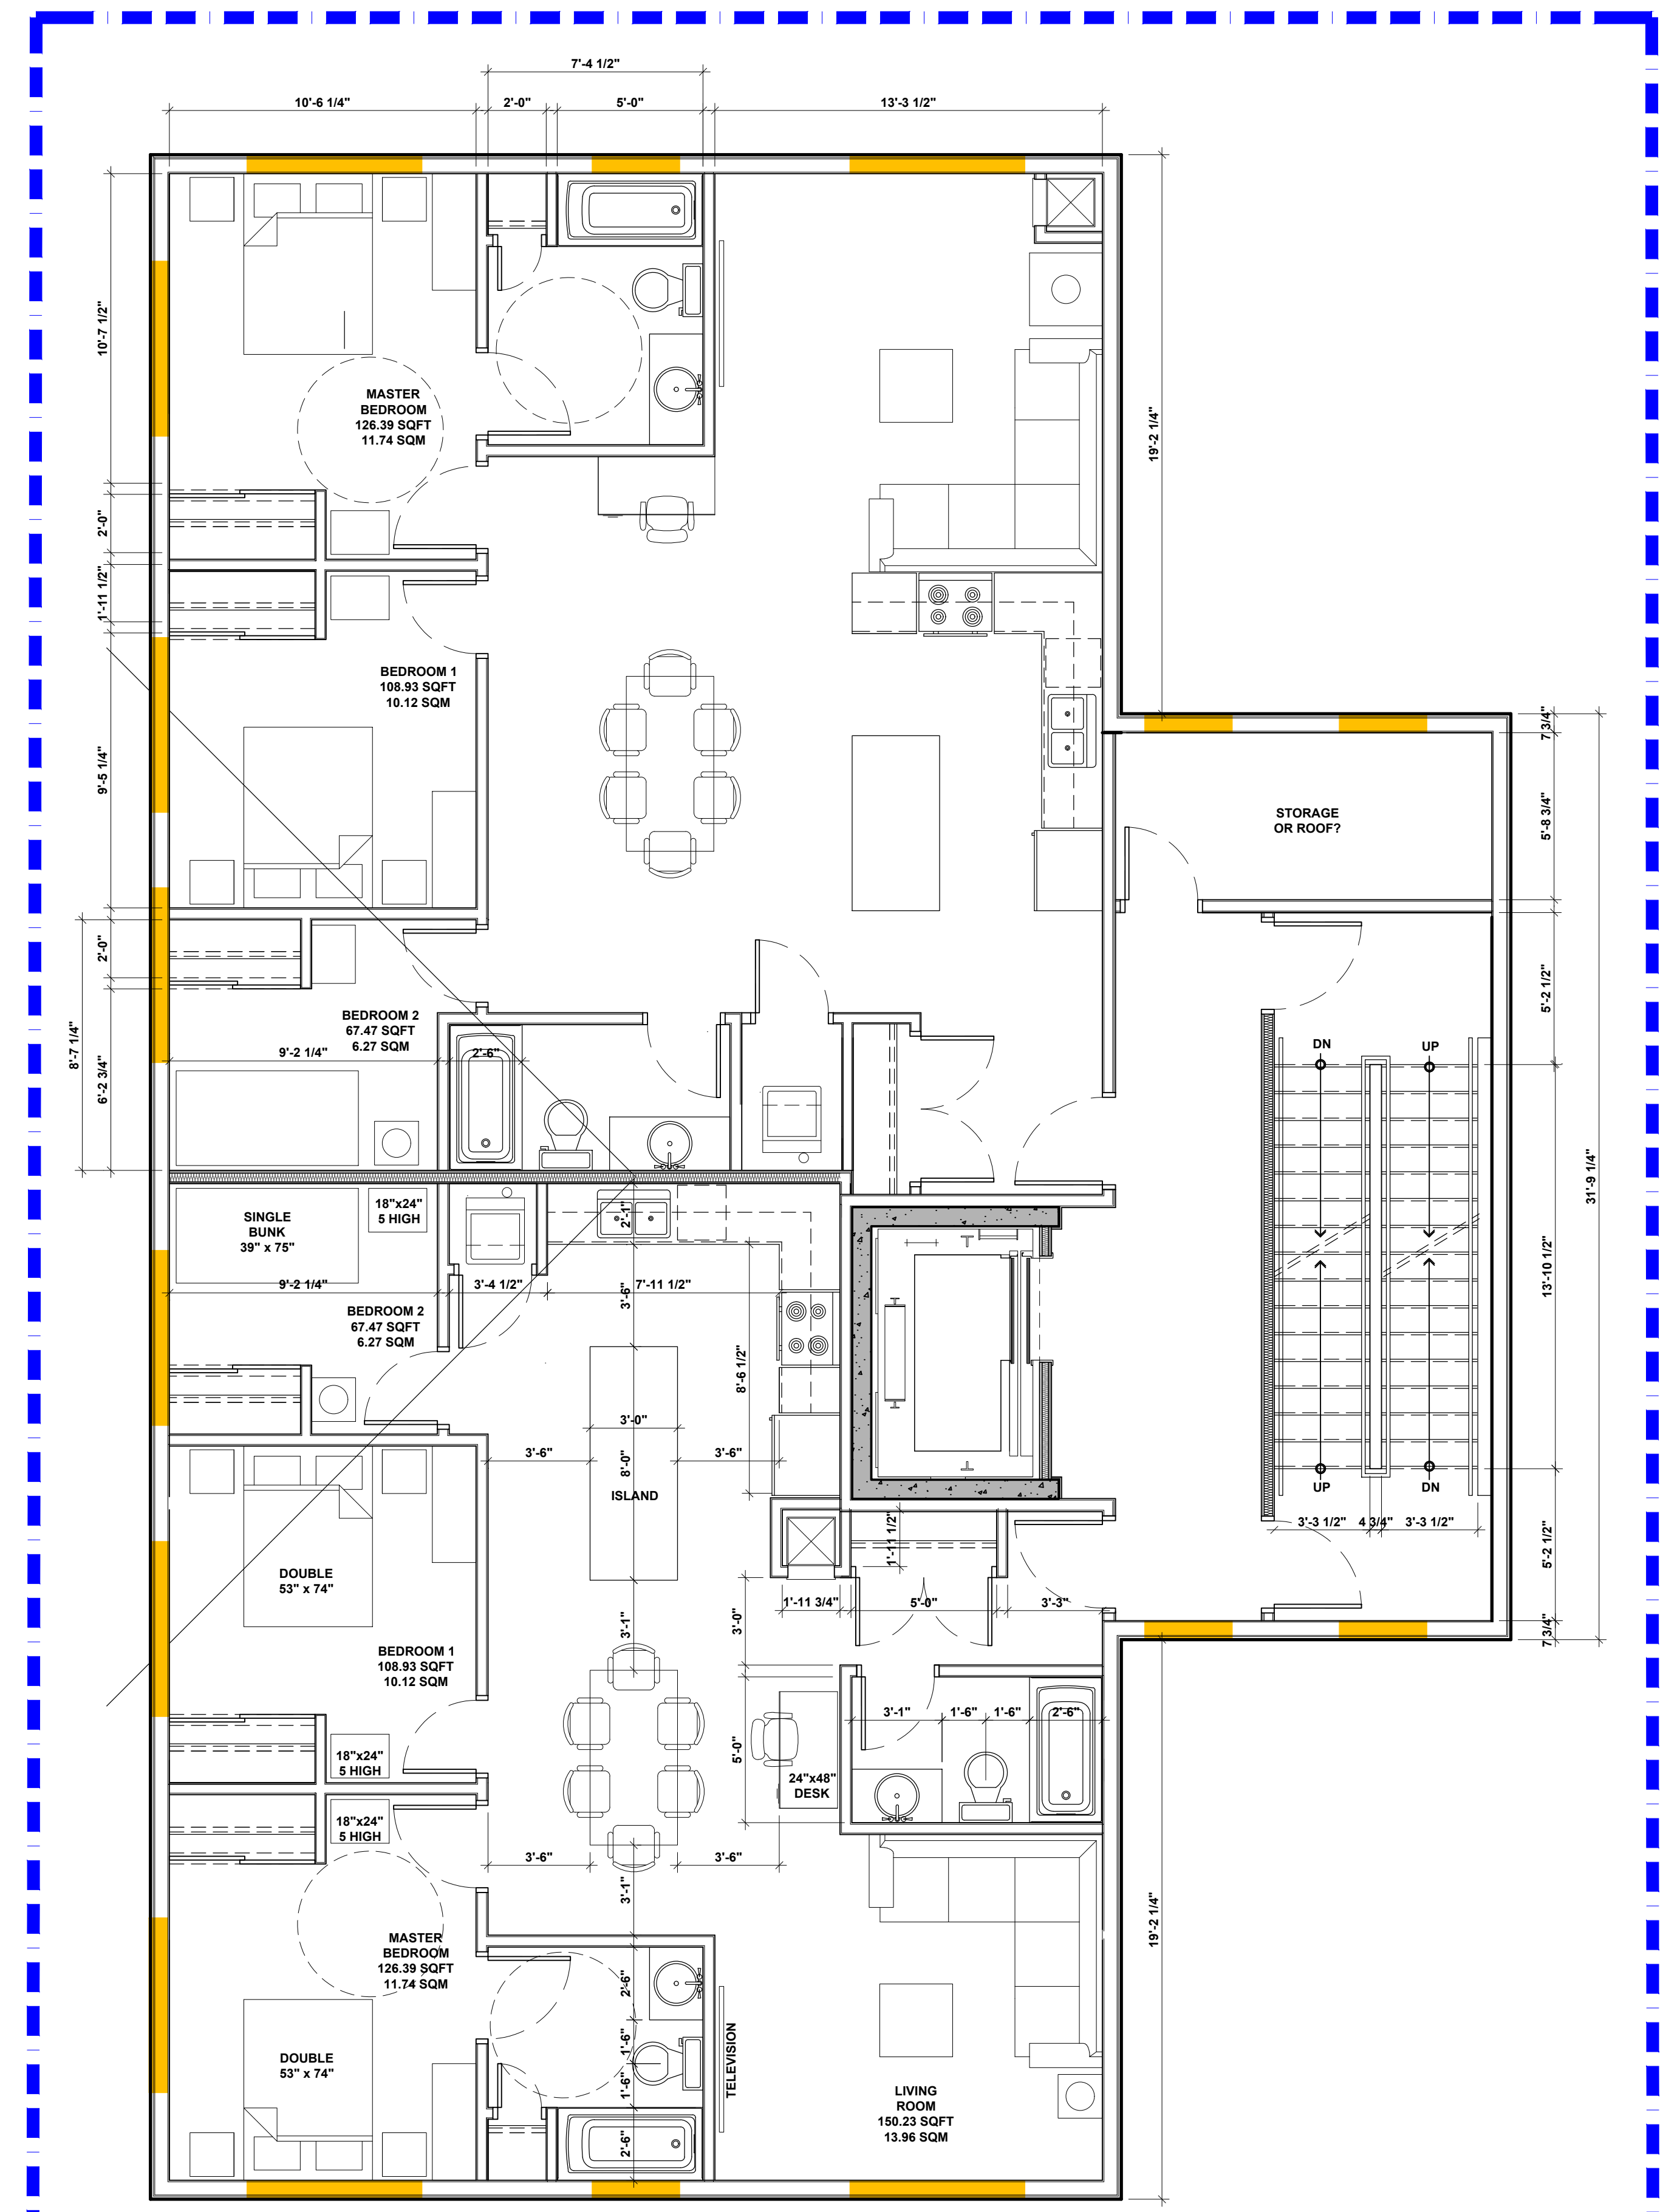 7'-4 1/2"
10'-6 1/4"
2'-0"
5'-0"
13'-3 1/2"
10'-7 1/2"
MASTER
BEDROOM
126.39 SQFT
11.74 SQM
19'-2 1/4"
2'-0"
1'-11 1/2"
BEDROOM 1
108.93 SQFT
10.12 SQM
9'-5 1/4"
7 3/4"
STORAGE
OR ROOF?
5'-8 3/4"
2'-0"
5'-2 1/2"
8'-7 1/4"
BEDROOM 2
67.47 SQFT
6.27 SQM
9'-2 1/4"
2'-6"
6'-2 3/4"
DN
UP
31'-9 1/4"
SINGLE
BUNK
39" x 75"
18"x24"
5 HIGH
2'-1"
9'-2 1/4"
3'-4 1/2"
3'-6"
7'-11 1/2"
13'-10 1/2"
BEDROOM 2
67.47 SQFT
6.27 SQM
8'-6 1/2"
3'-0"
3'-6"
8'-0"
3'-6"
ISLAND
UP
DN
3'-3 1/2"
4 3/4"
3'-3 1/2"
1'-11 1/2"
5'-2 1/2"
DOUBLE
53" x 74"
1'-11 3/4"
5'-0"
3'-3"
3'-1"
3'-0"
7 3/4"
BEDROOM 1
108.93 SQFT
10.12 SQM
3'-1"
1'-6"
1'-6"
2'-6"
5'-0"
18"x24"
5 HIGH
24"x48"
DESK
18"x24"
5 HIGH
3'-6"
3'-6"
3'-1"
19'-2 1/4"
MASTER
BEDROOM
126.39 SQFT
11.74 SQM
2'-6"
1'-6"
1'-6"
TELEVISION
DOUBLE
53" x 74"
LIVING
ROOM
150.23 SQFT
13.96 SQM
2'-6"